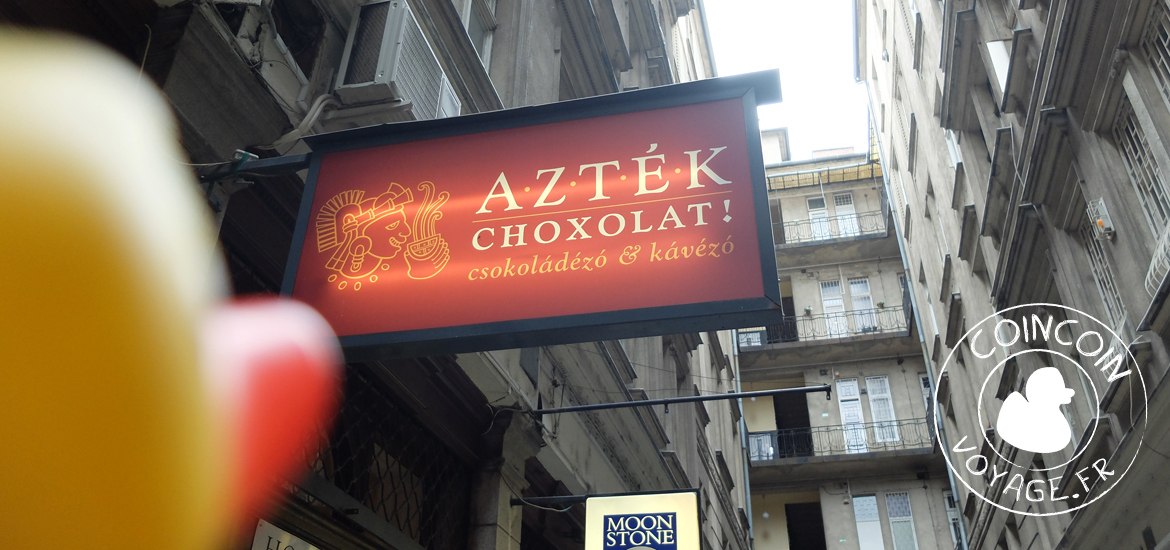 A·Z·T·É·K
CHOXOLAT!
csokoládézó & kávézó
MOON
STONE
COINCOIN
VOYAGE.FR